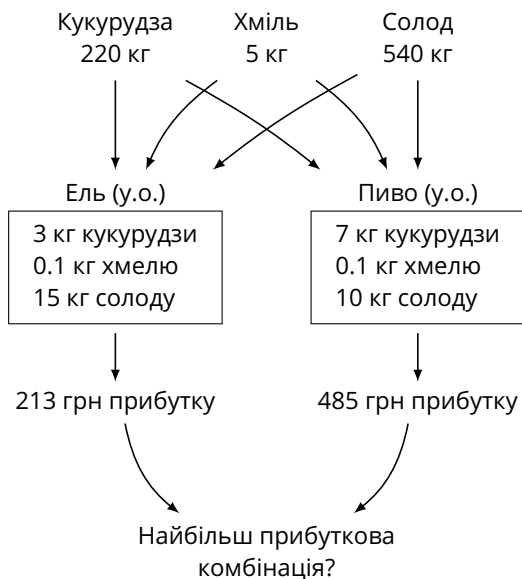 Кукурудза
220 кг
Хміль
5 кг
Солод
540 кг
Ель (у.о.)
3 кг кукурудзи
0.1 кг хмелю
15 кг солоду
Пиво (у.о.)
7 кг кукурудзи
0.1 кг хмелю
10 кг солоду
213 грн прибутку
485 грн прибутку
Найбільш прибуткова
комбінація?